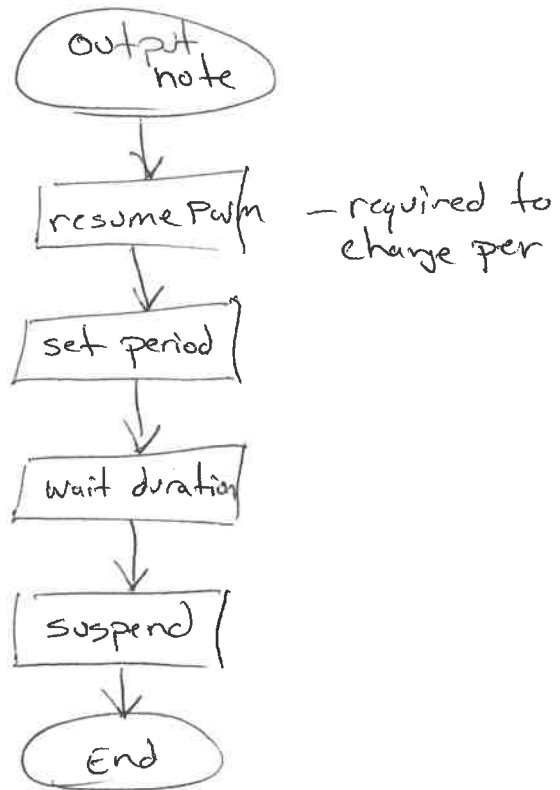 output
note
resume Pwm
– required to
change per
set period
wait duration
suspend
End